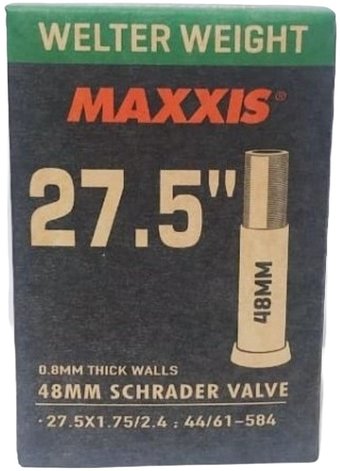 WELTER WEIGHT
MAXXIS®
27.5"
48MM
0.8MM THICK WALLS
48MM SCHRADER VALVE
· 27.5X1.75/2.4 ; 44/61-584